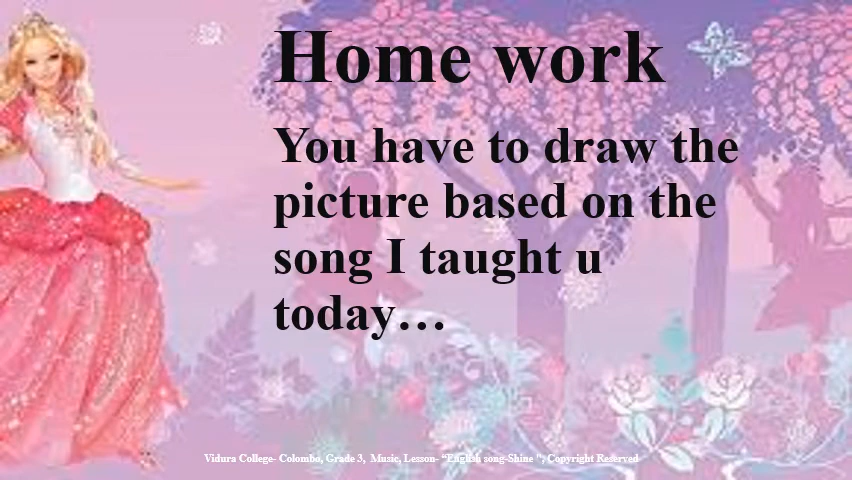 Home work
You have to draw the
picture based on the
song I taught u
today…
Vidura College- Colombo, Grade 3, Music, Lesson- “English song-Shine ", Copyright Reserved